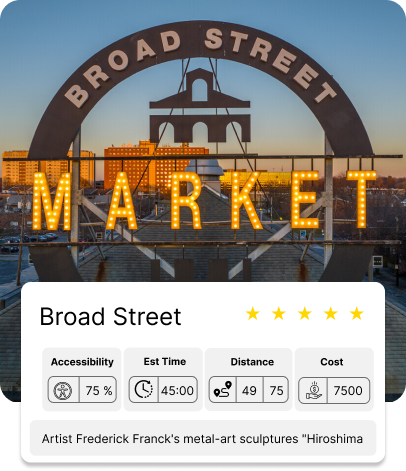 BROAD STREET
MARKET
Broad Street
Accessibility Est Time Distance Cost
75 % 45:00 49 75 7500
Artist Frederick Franck's metal-art sculptures "Hiroshima